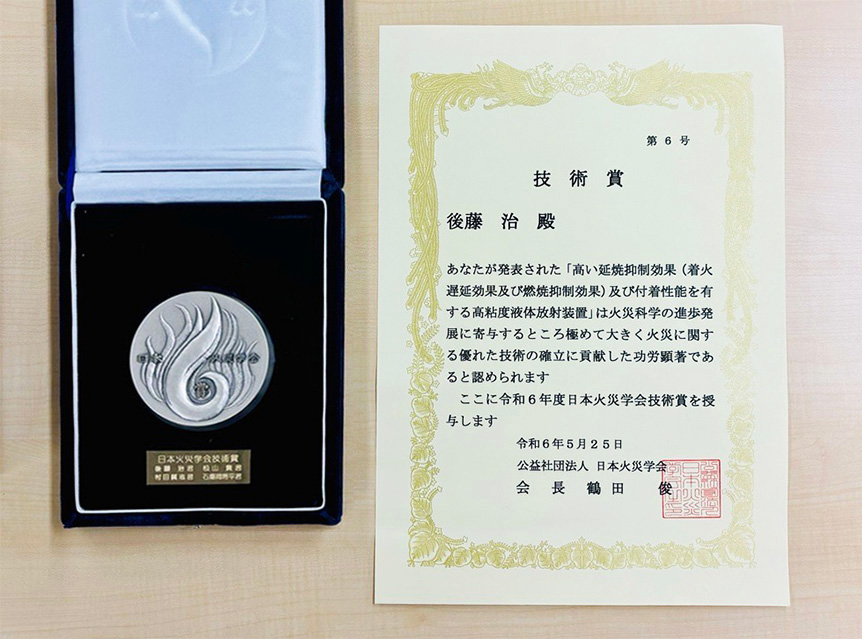 日本火災学会
日本火災学会技術賞
後藤 治君 松山 賢君
第6号
技術賞
後藤 治 殿
あなたが発表された「高い延焼抑制効果(着火
遅延効果及び燃焼抑制効果)及び付着性能を有
する高粘度液体放射装置」は火災科学の進歩発
展に寄与するところ極めて大きく火災に関す
る優れた技術の確立に貢献した功労顕著であ
ると認められます
ここに令和6年度日本火災学会技術賞を授
与します
令和6年5月25日
公益社団法人 日本火災学会
会長 鶴田 俊